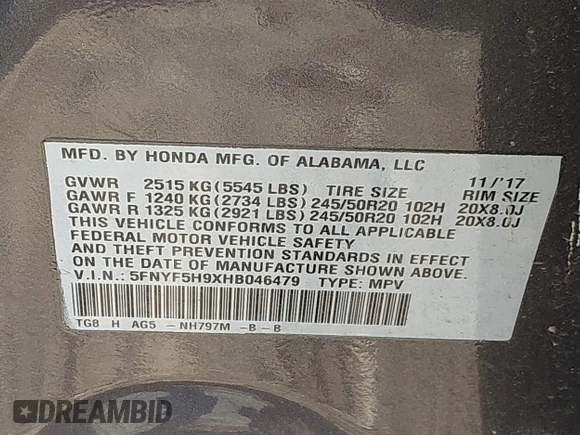 MFD. BY HONDA MFG. OF ALABAMA, LLC
GVWR 2515 KG (5545 LBS) TIRE SIZE 11/'17 RIM SIZE
GAWR F 1240 KG (2734 LBS) 245/50R20 102H 20X8.0J
GAWR R 1325 KG (2921 LBS) 245/50R20 102H 20X8.0J
THIS VEHICLE CONFORMS TO ALL APPLICABLE
FEDERAL MOTOR VEHICLE SAFETY
AND THEFT PREVENTION STANDARDS IN EFFECT
ON THE DATE OF MANUFACTURE SHOWN ABOVE.
V.I.N.: 5FNYF5H9XHB046479 TYPE: MPV
TG8 H AG5 -NH797M -B-B
DREAMBID